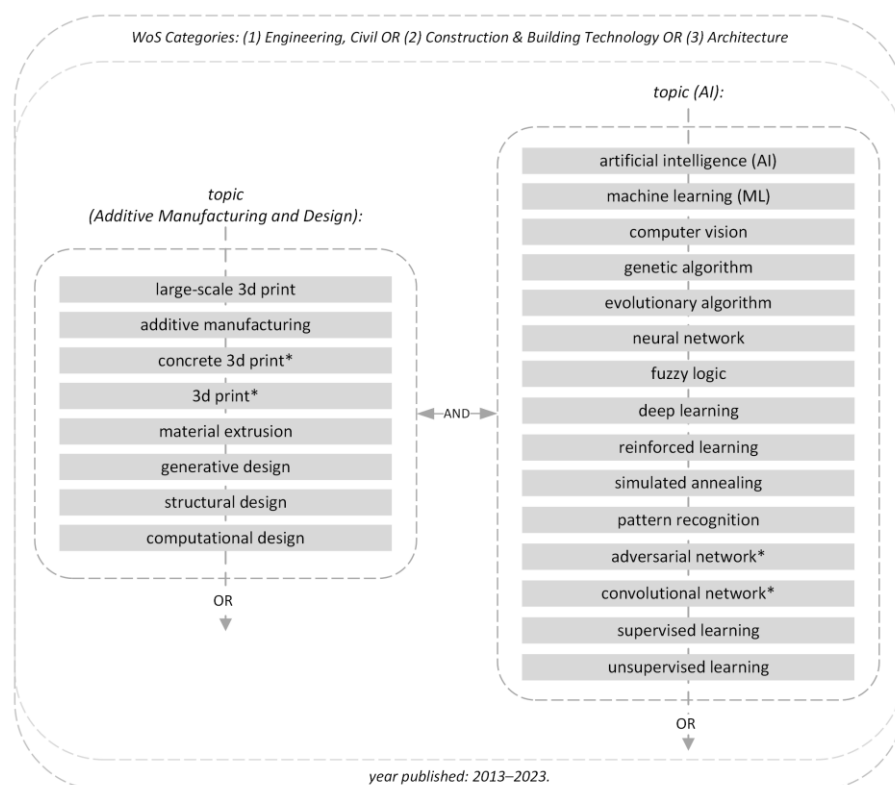 WoS Categories: (1) Engineering, Civil OR (2) Construction & Building Technology OR (3) Architecture
topic
(Additive Manufacturing and Design):
large-scale 3d print
additive manufacturing
concrete 3d print*
3d print*
material extrusion
generative design
structural design
computational design
OR
AND
topic (AI):
artificial intelligence (AI)
machine learning (ML)
computer vision
genetic algorithm
evolutionary algorithm
neural network
fuzzy logic
deep learning
reinforced learning
simulated annealing
pattern recognition
adversarial network*
convolutional network*
supervised learning
unsupervised learning
OR
year published: 2013–2023.